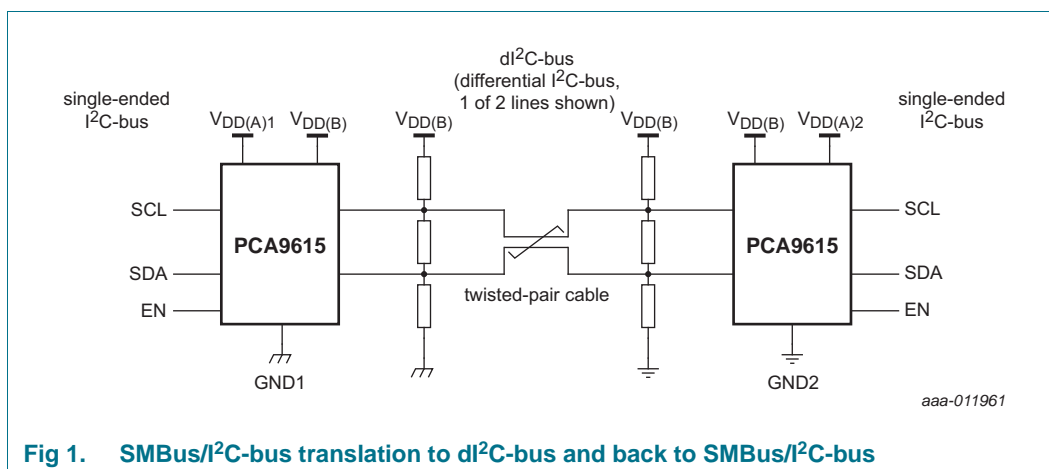 dI²C-bus
(differential I²C-bus,
1 of 2 lines shown)
single-ended
I²C-bus
single-ended
I²C-bus
VDD(A)1 VDD(B) VDD(B) VDD(B) VDD(B) VDD(A)2
SCL
SCL
PCA9615
PCA9615
SDA
SDA
twisted-pair cable
EN
EN
GND1
GND2
aaa-011961
Fig 1. SMBus/I²C-bus translation to dI²C-bus and back to SMBus/I²C-bus